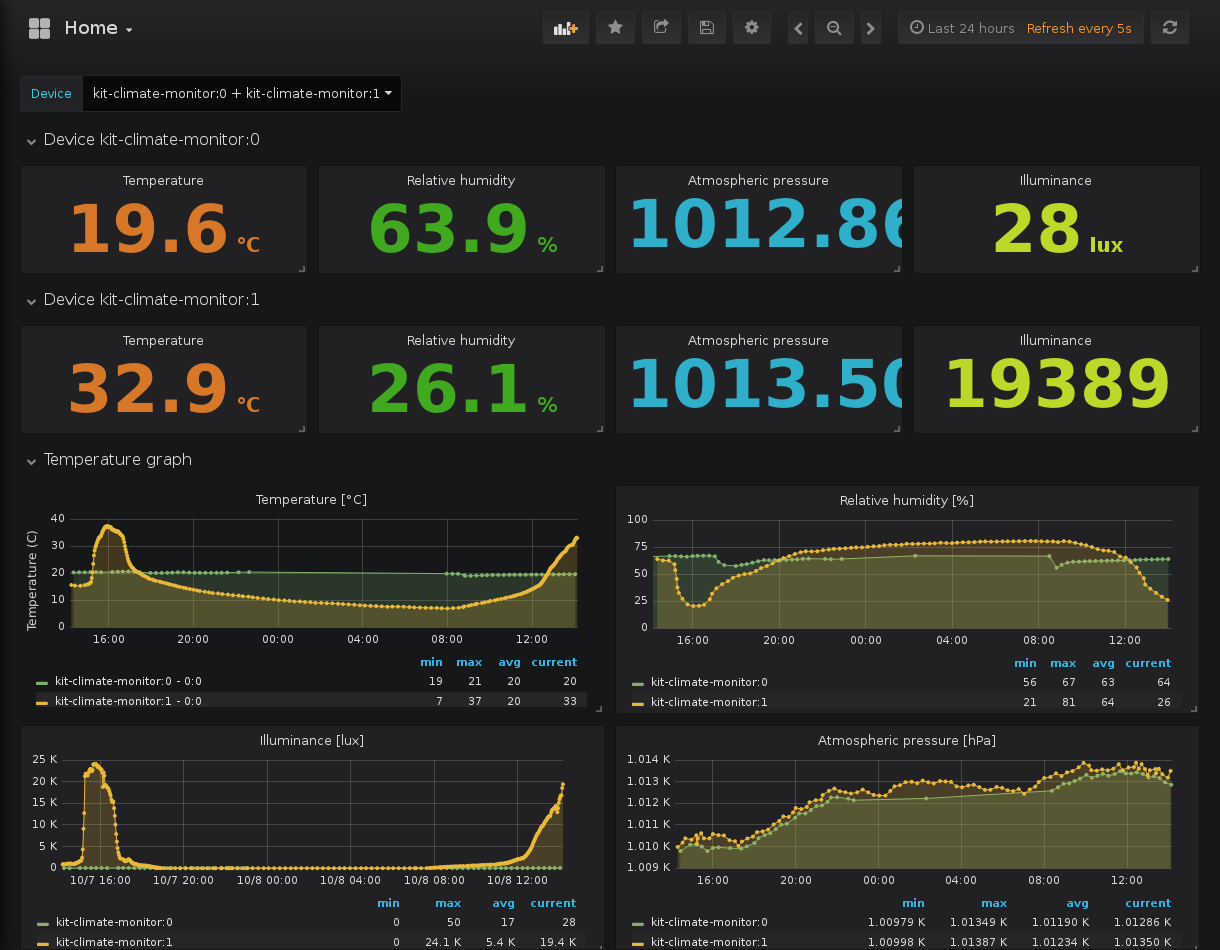 Home
Last 24 hours Refresh every 5s
Device kit-climate-monitor:0 + kit-climate-monitor:1
Device kit-climate-monitor:0
Temperature Relative humidity Atmospheric pressure Illuminance
19.6 °C 63.9 % 1012.86 28 lux
Device kit-climate-monitor:1
Temperature Relative humidity Atmospheric pressure Illuminance
32.9 °C 26.1 % 1013.50 19389
Temperature graph
Temperature [°C]
Temperature (C)
40
30
20
10
0
16:00 20:00 00:00 04:00 08:00 12:00
min max avg current
kit-climate-monitor:0 - 0:0 19 21 20 20
kit-climate-monitor:1 - 0:0 7 37 20 33
Relative humidity [%]
100
75
50
25
0
16:00 20:00 00:00 04:00 08:00 12:00
min max avg current
kit-climate-monitor:0 56 67 63 64
kit-climate-monitor:1 21 81 64 26
Illuminance [lux]
25 K
20 K
15 K
10 K
5 K
0
10/7 16:00 10/7 20:00 10/8 00:00 10/8 04:00 10/8 08:00 10/8 12:00
min max avg current
kit-climate-monitor:0 0 50 17 28
kit-climate-monitor:1 0 24.1 K 5.4 K 19.4 K
Atmospheric pressure [hPa]
1.014 K
1.013 K
1.012 K
1.011 K
1.010 K
1.009 K
16:00 20:00 00:00 04:00 08:00 12:00
min max avg current
kit-climate-monitor:0 1.00979 K 1.01349 K 1.01190 K 1.01286 K
kit-climate-monitor:1 1.00998 K 1.01387 K 1.01234 K 1.01350 K